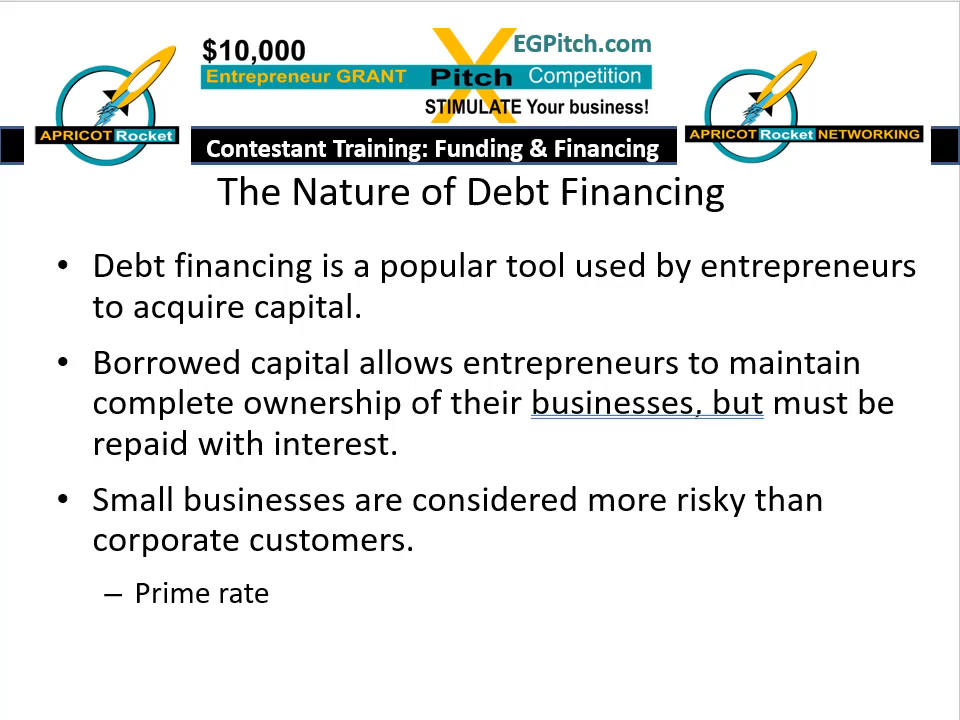 $10,000
EGPitch.com
Entrepreneur GRANT Pitch Competition
STIMULATE Your business!
APRICOT Rocket
APRICOT Rocket NETWORKING
Contestant Training: Funding & Financing
The Nature of Debt Financing
• Debt financing is a popular tool used by entrepreneurs
to acquire capital.
• Borrowed capital allows entrepreneurs to maintain
complete ownership of their businesses, but must be
repaid with interest.
• Small businesses are considered more risky than
corporate customers.
– Prime rate